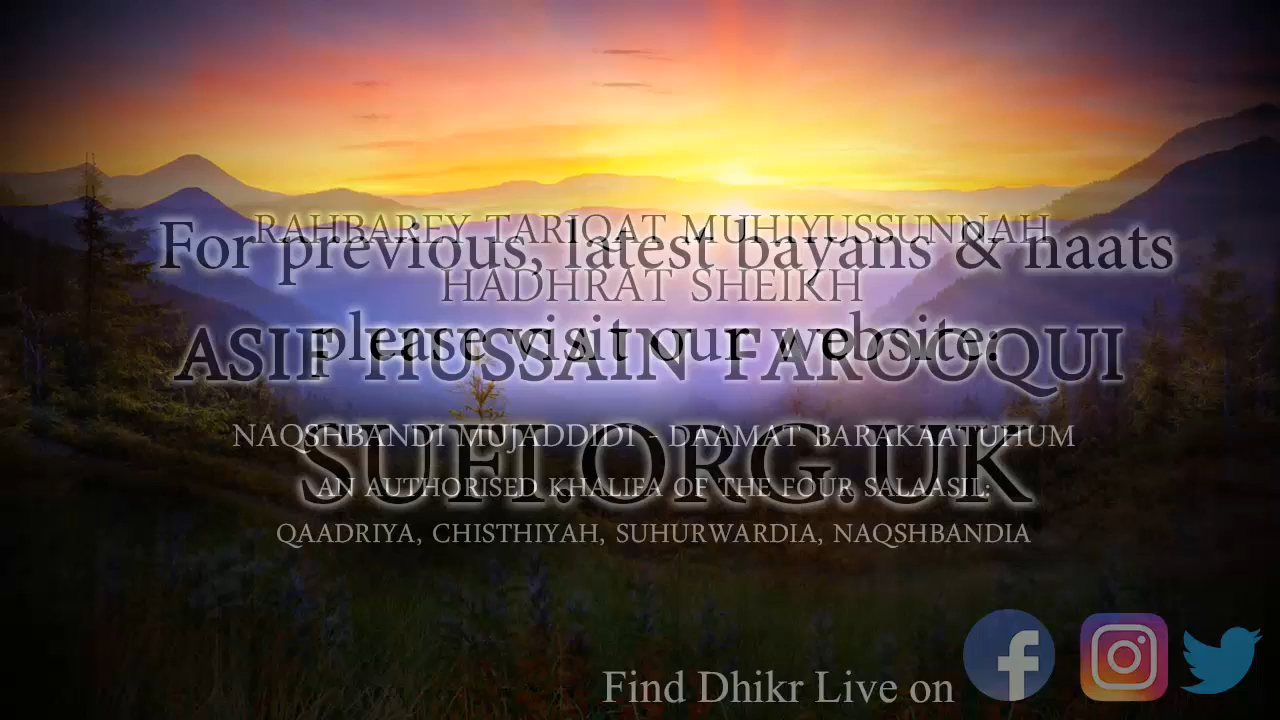 RAHBAREY TARIQAT MUHIYUSSUNNAH
For previous, latest bayans & naats
HADHRAT SHEIKH
please visit our website:
ASIF HUSSAIN FAROOQUI
SUFI.ORG.UK
NAQSHBANDI MUJADDIDI - DAAMAT BARAKAATUHUM
AN AUTHORISED KHALIFA OF THE FOUR SALAASIL:
QAADRIYA, CHISTHIYAH, SUHURWARDIA, NAQSHBANDIA
Find Dhikr Live on